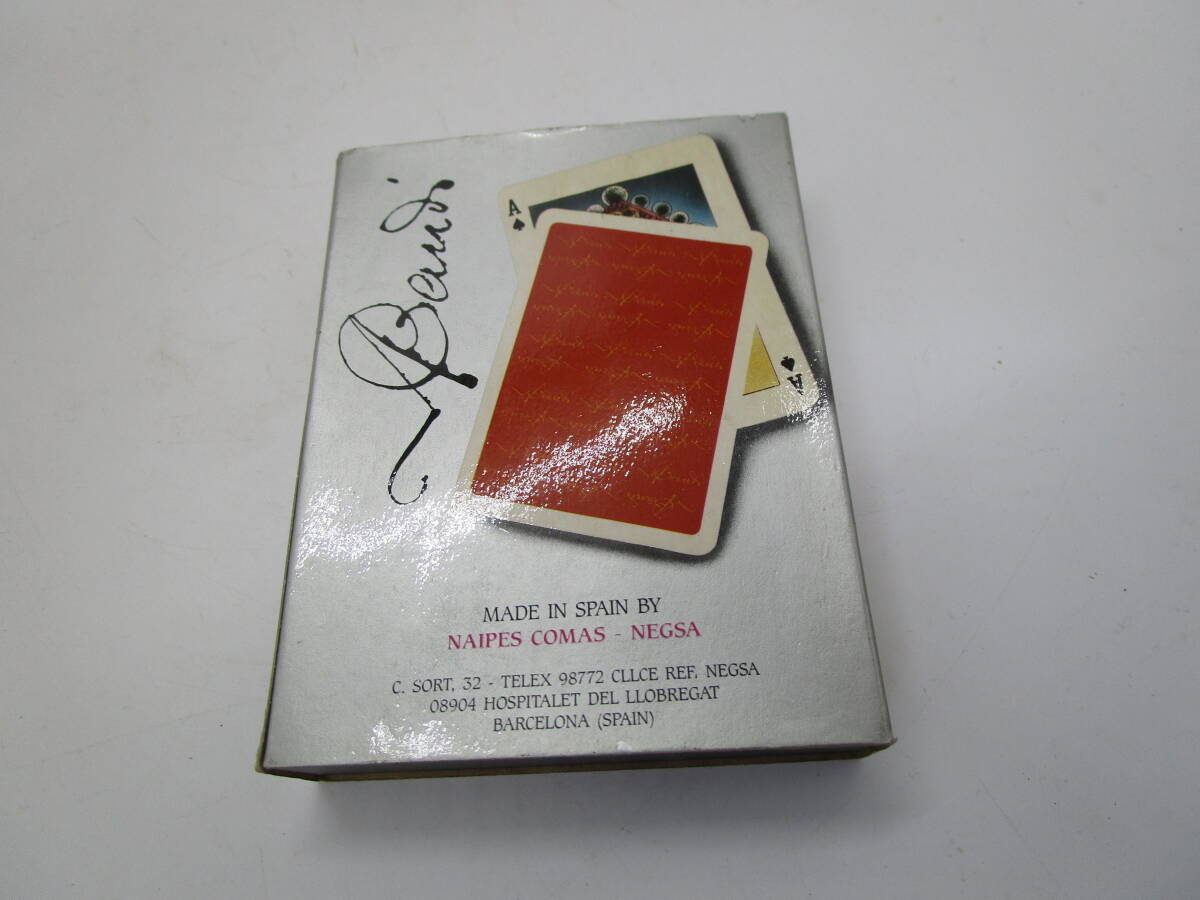 A
A
MADE IN SPAIN BY
NAIPES COMAS - NEGSA
C. SORT, 32 - TELEX 98772 CLLCE REF. NEGSA
08904 HOSPITALET DEL LLOBREGAT
BARCELONA (SPAIN)